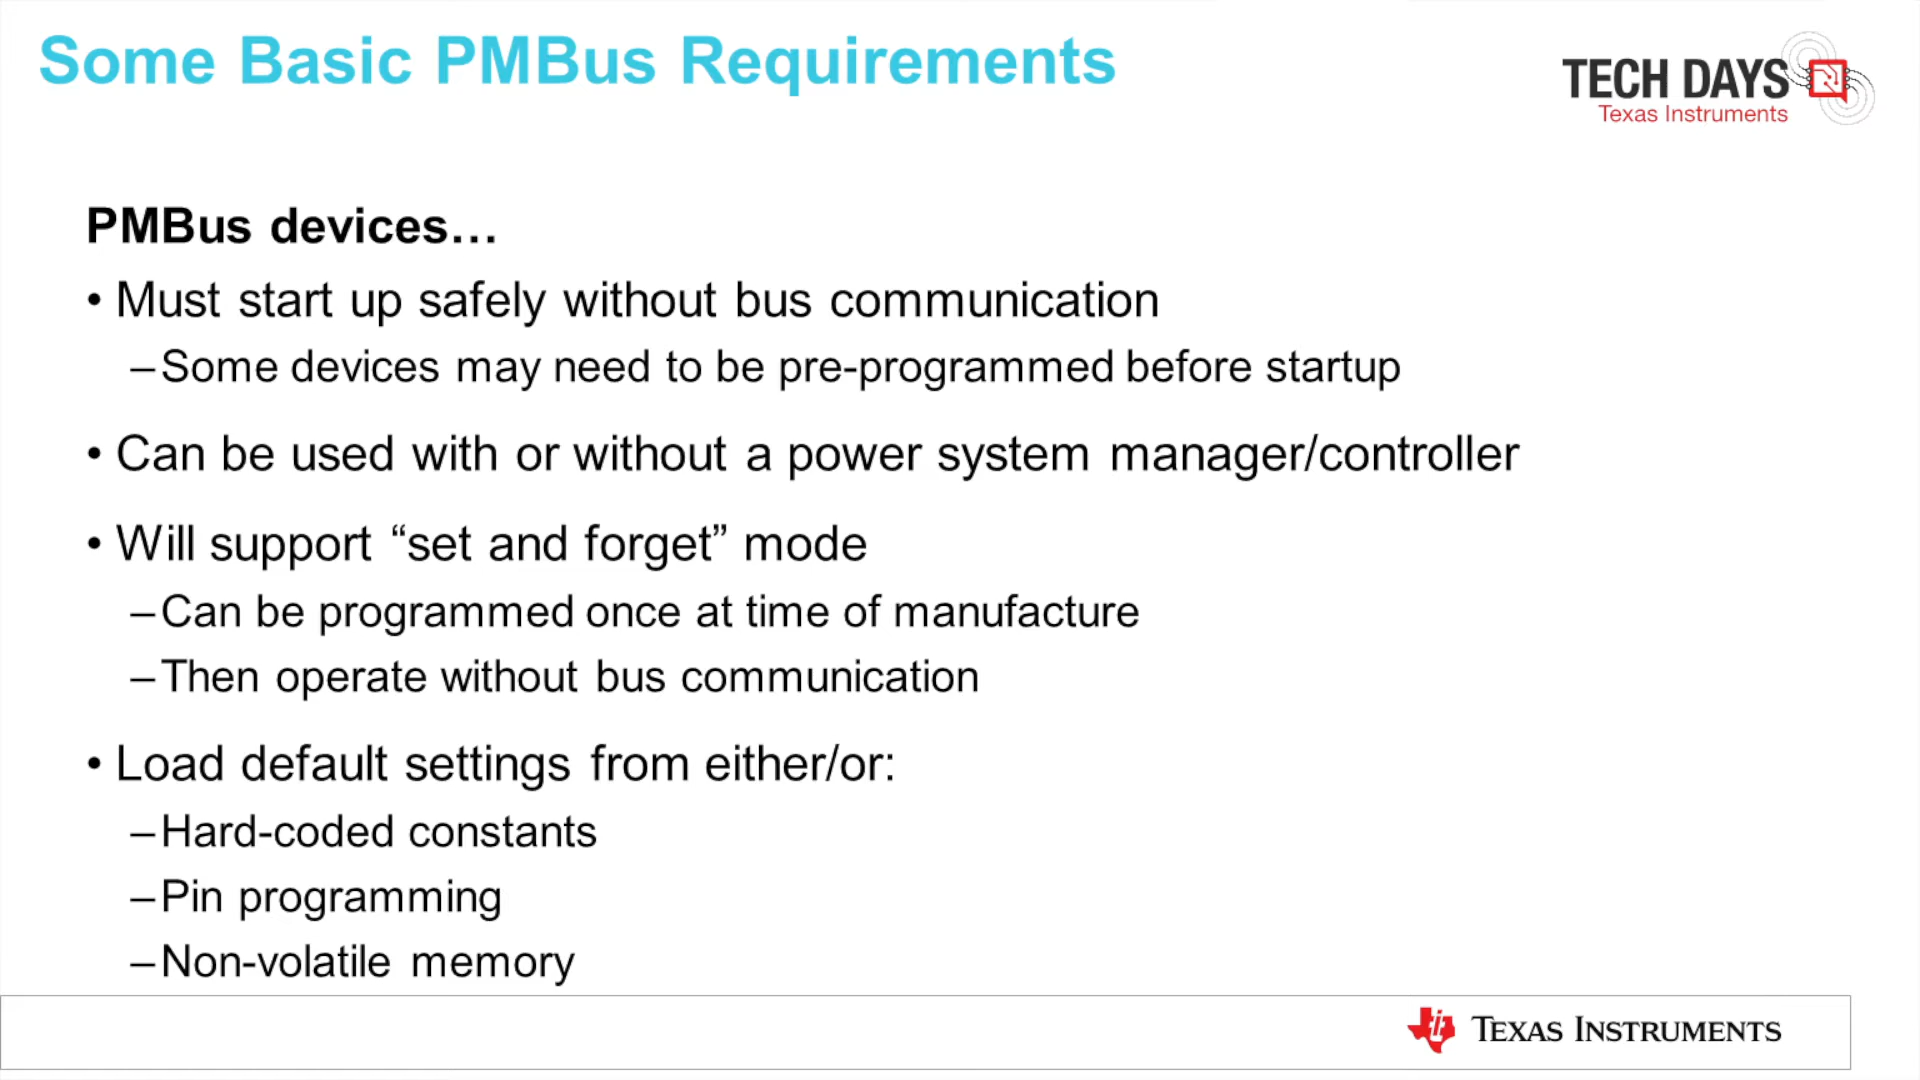 Some Basic PMBus Requirements
TECH DAYS
Texas Instruments
PMBus devices…
• Must start up safely without bus communication
–Some devices may need to be pre-programmed before startup
• Can be used with or without a power system manager/controller
• Will support “set and forget” mode
–Can be programmed once at time of manufacture
–Then operate without bus communication
• Load default settings from either/or:
–Hard-coded constants
–Pin programming
–Non-volatile memory
TEXAS INSTRUMENTS